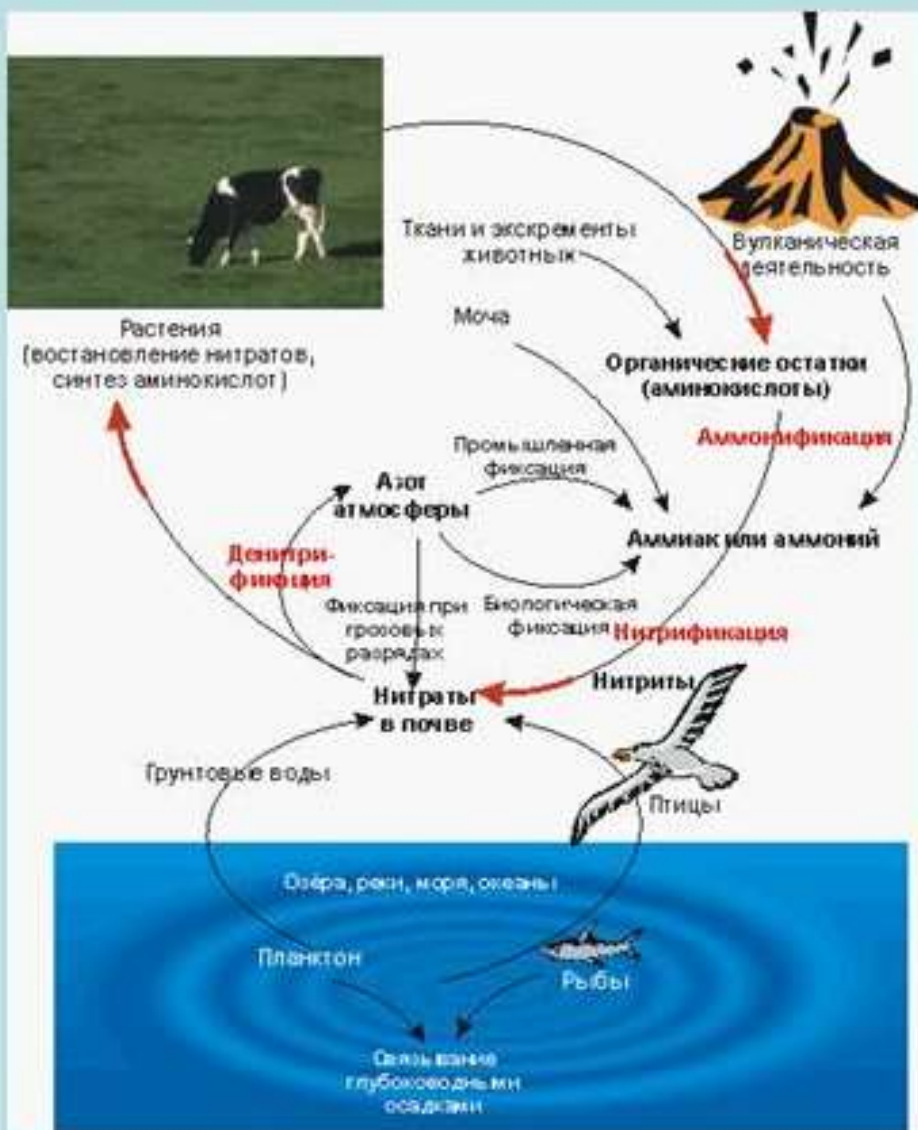 Ткани и экскременты
животных
Вулканическая
деятельность
Моча
Растения
(востановление нитратов,
синтез аминокислот)
Органические остатки
(аминокислоты)
Аммонификация
Промышленная
фиксация
Азот
атмосферы
Аммиак или аммоний
Денитри-
фикация
Фиксация при
грозовых
разрядах
Биологическая
фиксация
Нитрификация
Нитриты
Нитраты
в почве
Грунтовые воды
Птицы
Озёра, реки, моря, океаны
Планктон
Рыбы
Связывание
глубоководными
осадками